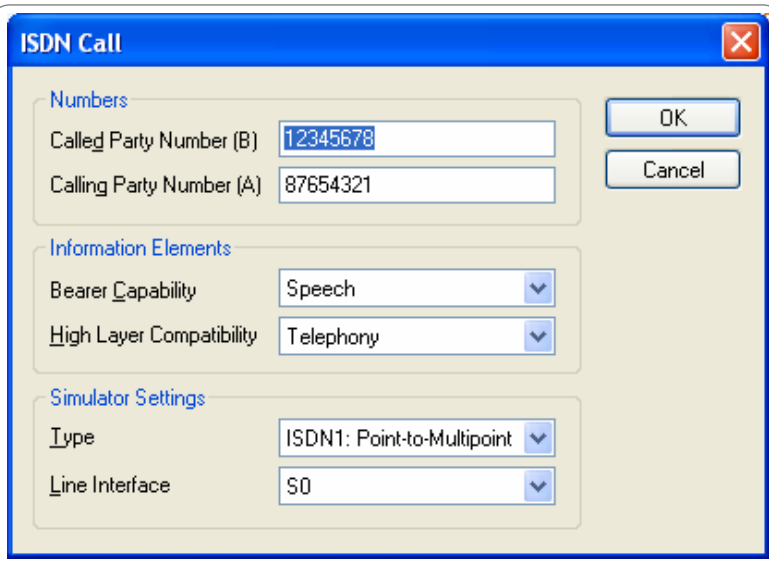 ISDN Call
Numbers
Called Party Number (B) 12345678
Calling Party Number (A) 87654321
OK
Cancel
Information Elements
Bearer Capability Speech
High Layer Compatibility Telephony
Simulator Settings
Type ISDN1: Point-to-Multipoint
Line Interface S0